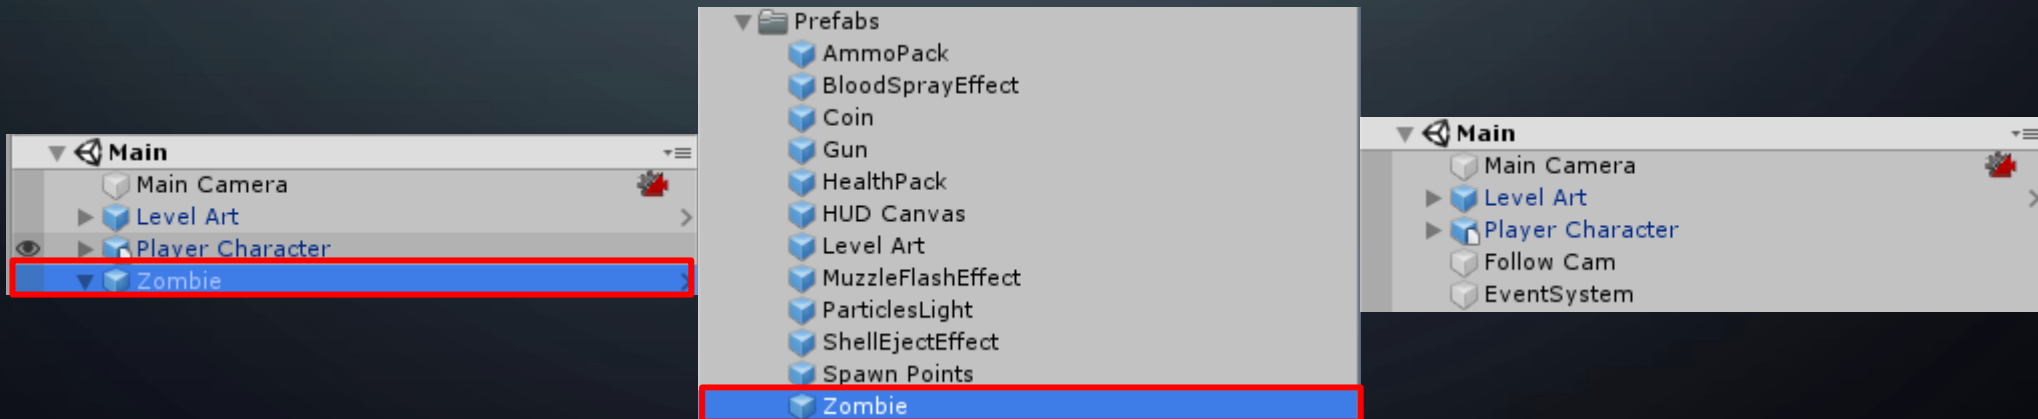 Main
Main Camera
Level Art
Player Character
Zombie
Prefabs
AmmoPack
BloodSprayEffect
Coin
Gun
HealthPack
HUD Canvas
Level Art
MuzzleFlashEffect
ParticlesLight
ShellEjectEffect
Spawn Points
Zombie
Main
Main Camera
Level Art
Player Character
Follow Cam
EventSystem